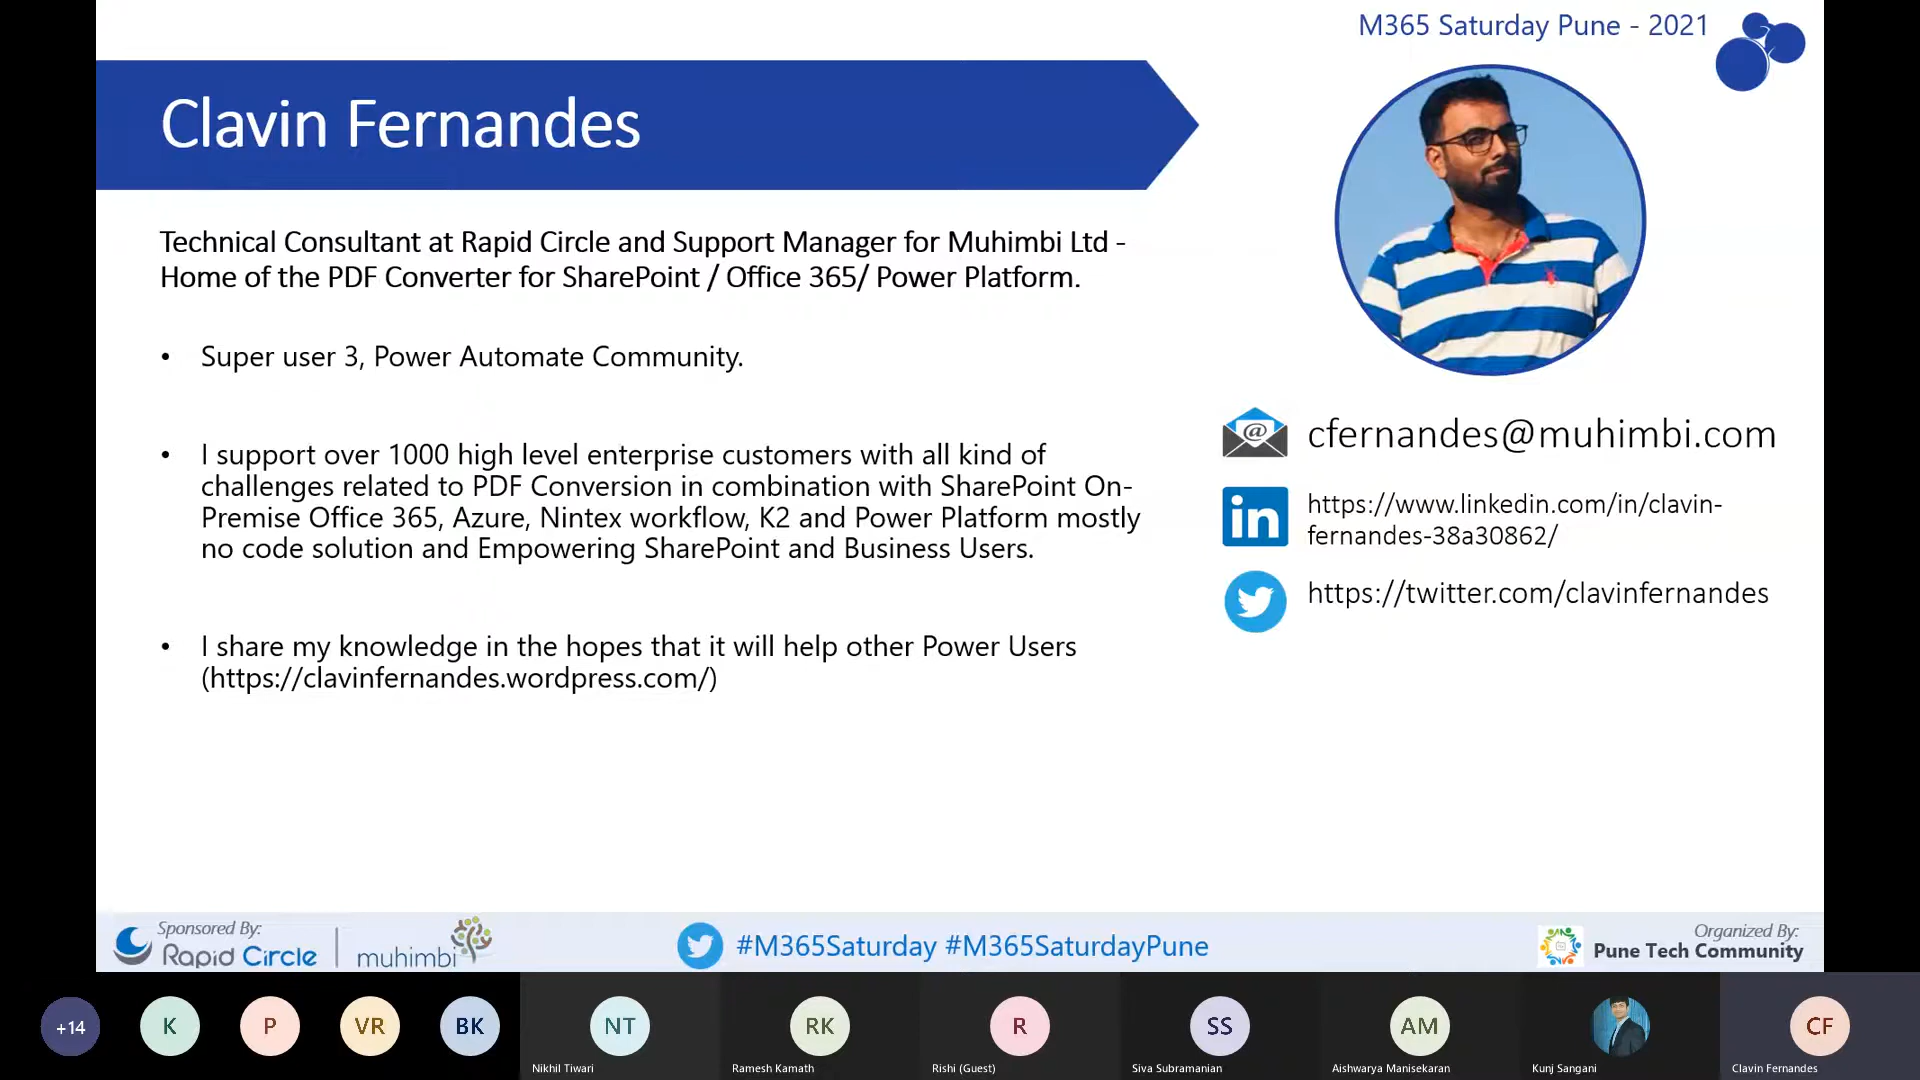 M365 Saturday Pune - 2021
Clavin Fernandes
Technical Consultant at Rapid Circle and Support Manager for Muhimbi Ltd -
Home of the PDF Converter for SharePoint / Office 365/ Power Platform.
• Super user 3, Power Automate Community.
• I support over 1000 high level enterprise customers with all kind of
challenges related to PDF Conversion in combination with SharePoint On-
Premise Office 365, Azure, Nintex workflow, K2 and Power Platform mostly
no code solution and Empowering SharePoint and Business Users.
• I share my knowledge in the hopes that it will help other Power Users
(https://clavinfernandes.wordpress.com/)
@
cfernandes@muhimbi.com
in
https://www.linkedin.com/in/clavin-
fernandes-38a30862/
https://twitter.com/clavinfernandes
Sponsored By:
Rapid Circle
muhimbi
#M365Saturday #M365SaturdayPune
Organized By:
Pune Tech Community
+14
K
P
VR
BK
NT
Nikhil Tiwari
RK
Ramesh Kamath
R
Rishi (Guest)
SS
Siva Subramanian
AM
Aishwarya Manisekaran
Kunj Sangani
CF
Clavin Fernandes